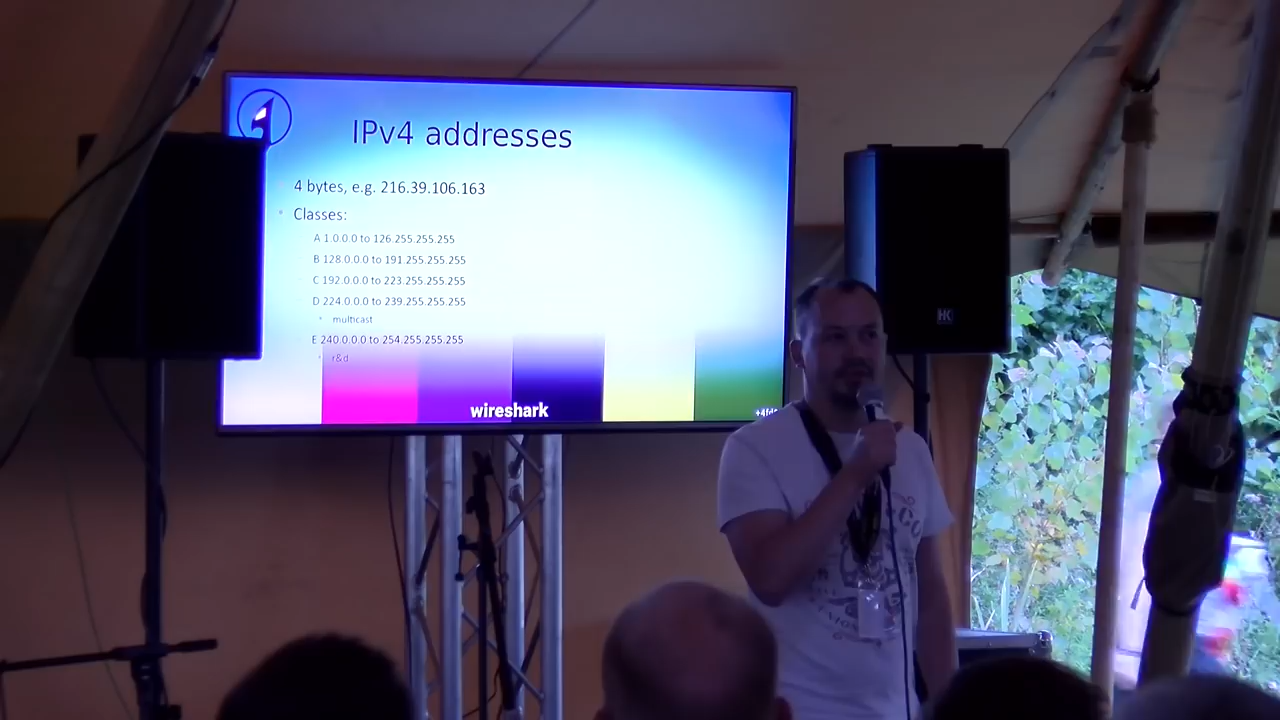 IPv4 addresses
4 bytes, e.g. 216.39.106.163
Classes:
A 1.0.0.0 to 126.255.255.255
B 128.0.0.0 to 191.255.255.255
C 192.0.0.0 to 223.255.255.255
D 224.0.0.0 to 239.255.255.255
multicast
E 240.0.0.0 to 254.255.255.255
r&d
wireshark
HK